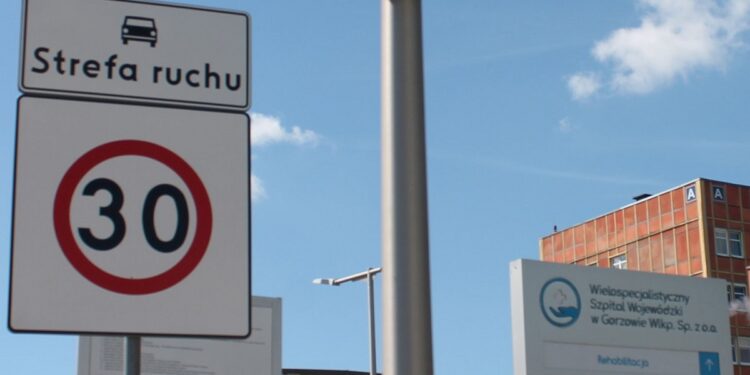 Strefa ruchu
30
A A
Wielospecjalistyczny
Szpital Wojewódzki
w Gorzowie Wlkp. Sp. z o.o.
Rehabilitacja